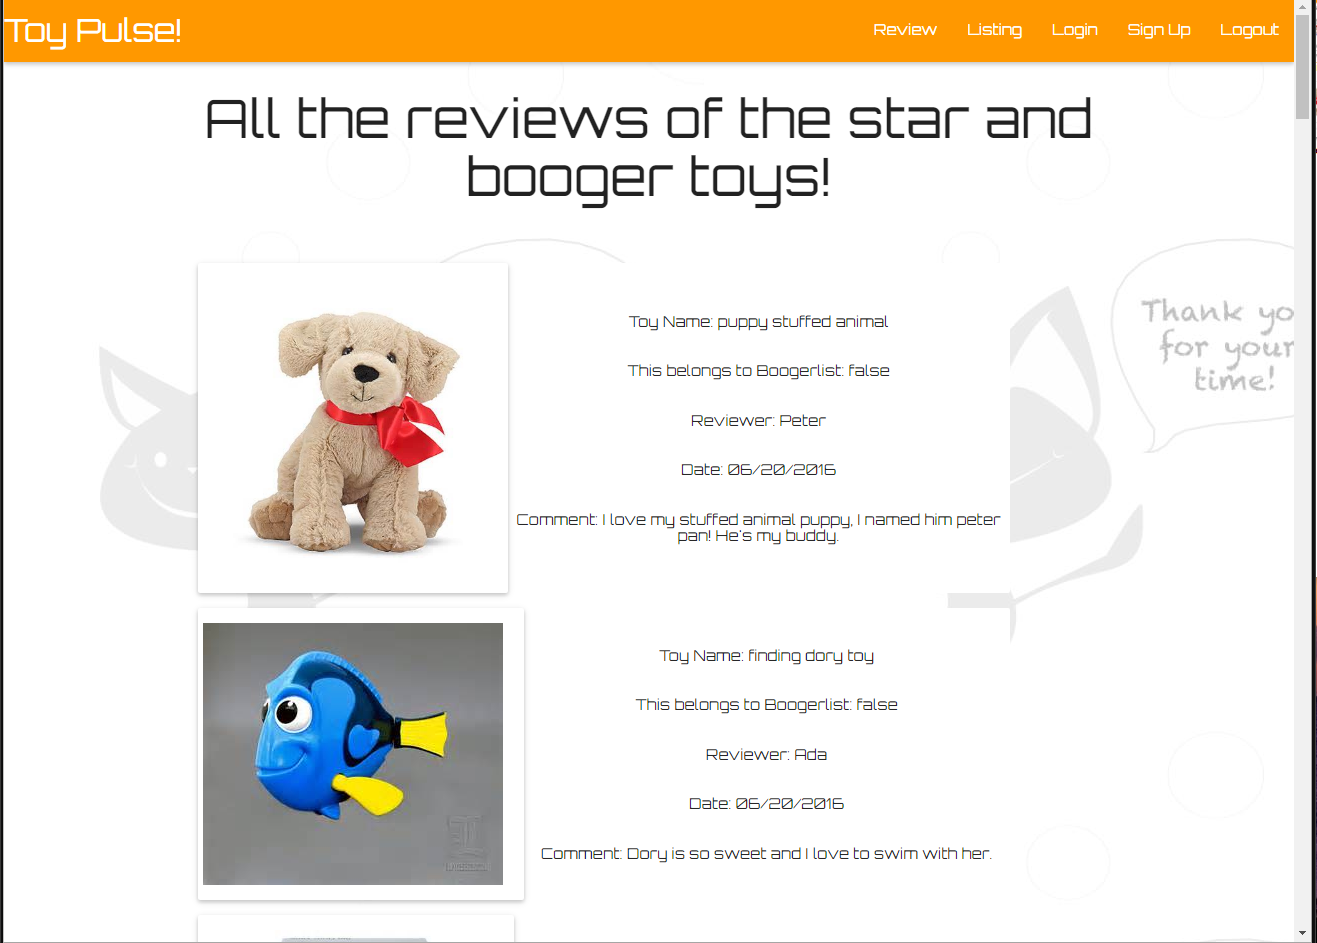 Toy Pulse!
Review
Listing
Login
Sign Up
Logout
All the reviews of the star and
booger toys!
Thank yo
for your
time!
Toy Name: puppy stuffed animal
This belongs to Boogerlist: false
Reviewer: Peter
Date: 06/20/2016
Comment: I love my stuffed animal puppy, I named him peter
pan! He's my buddy.
Toy Name: finding dory toy
This belongs to Boogerlist: false
Reviewer: Ada
Date: 06/20/2016
Comment: Dory is so sweet and I love to swim with her.